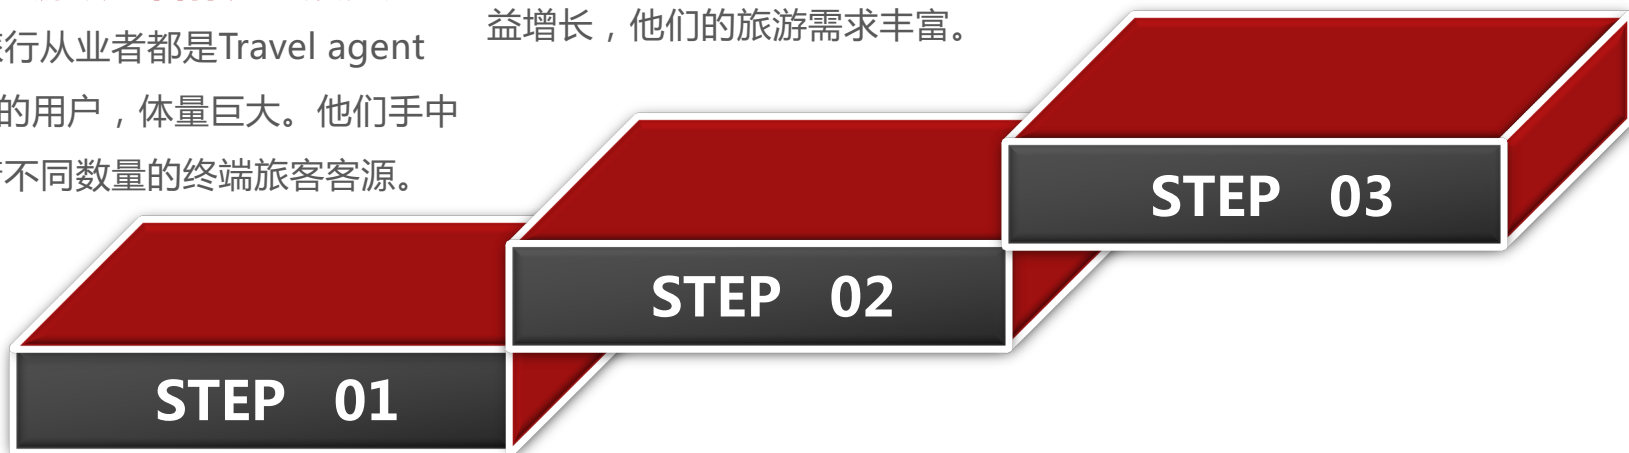 行从业者都是Travel agent
的用户，体量巨大。他们手中
不同数量的终端旅客客源。
益增长，他们的旅游需求丰富。
STEP 01
STEP 02
STEP 03